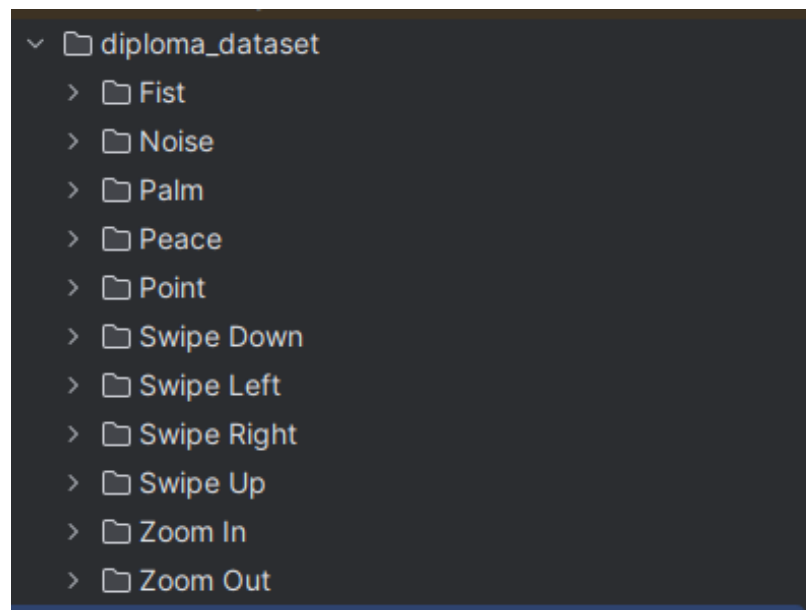 diploma_dataset
Fist
Noise
Palm
Peace
Point
Swipe Down
Swipe Left
Swipe Right
Swipe Up
Zoom In
Zoom Out